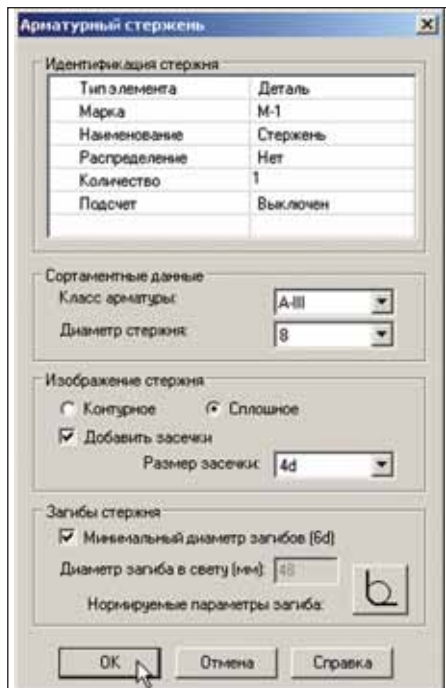 Арматурный стержень
Идентификация стержня
Тип элемента Деталь
Марка М-1
Наименование Стержень
Распределение Нет
Количество 1
Подсчет Выключен
Сортаментные данные
Класс арматуры: A-III
Диаметр стержня: 8
Изображение стержня
Контурное Сплошное
Добавить засечки
Размер засечки: 4d
Загибы стержня
Минимальный диаметр загибов (6d)
Диаметр загиба в свету (мм): 48
Нормируемые параметры загиба:
OK Отмена Справка